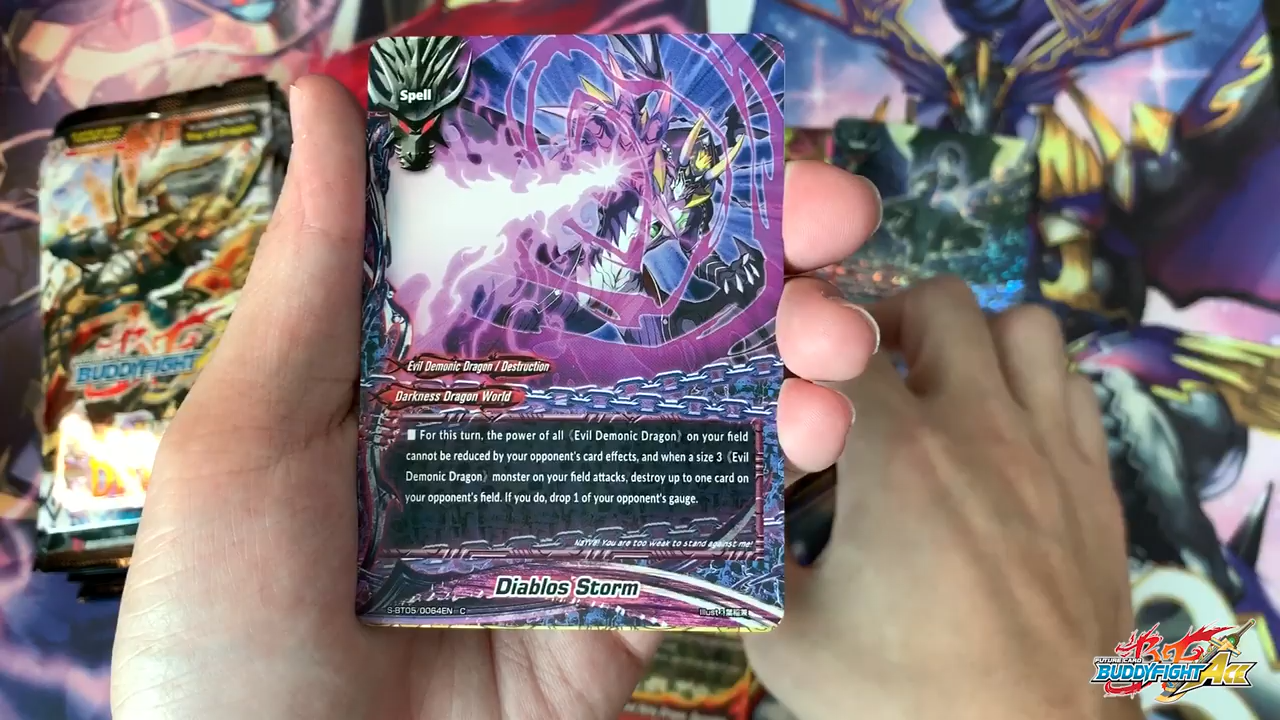 Spell
Evil Demonic Dragon / Destruction
Darkness Dragon World
■ For this turn, the power of all 《Evil Demonic Dragon》 on your field
cannot be reduced by your opponent's card effects, and when a size 3 《Evil
Demonic Dragon》 monster on your field attacks, destroy up to one card on
your opponent's field. If you do, drop 1 of your opponent's gauge.
NAIVE! You are too weak to stand against me!
Diablos Storm
S-BT05/0064EN C
BUDDYFIGHT
FUTURE CARD
BUDDYFIGHT ACE